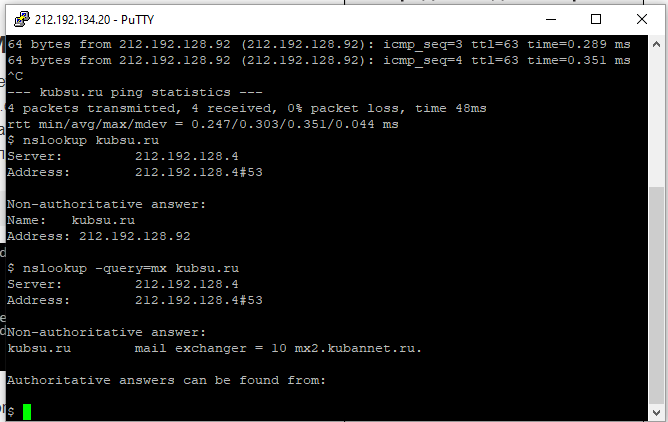 212.192.134.20 - PuTTY
64 bytes from 212.192.128.92 (212.192.128.92): icmp_seq=3 ttl=63 time=0.289 ms
64 bytes from 212.192.128.92 (212.192.128.92): icmp_seq=4 ttl=63 time=0.351 ms
^C
--- kubsu.ru ping statistics ---
4 packets transmitted, 4 received, 0% packet loss, time 48ms
rtt min/avg/max/mdev = 0.247/0.303/0.351/0.044 ms
$ nslookup kubsu.ru
Server:         212.192.128.4
Address:        212.192.128.4#53

Non-authoritative answer:
Name:   kubsu.ru
Address: 212.192.128.92

$ nslookup -query=mx kubsu.ru
Server:         212.192.128.4
Address:        212.192.128.4#53

Non-authoritative answer:
kubsu.ru        mail exchanger = 10 mx2.kubannet.ru.

Authoritative answers can be found from:

$